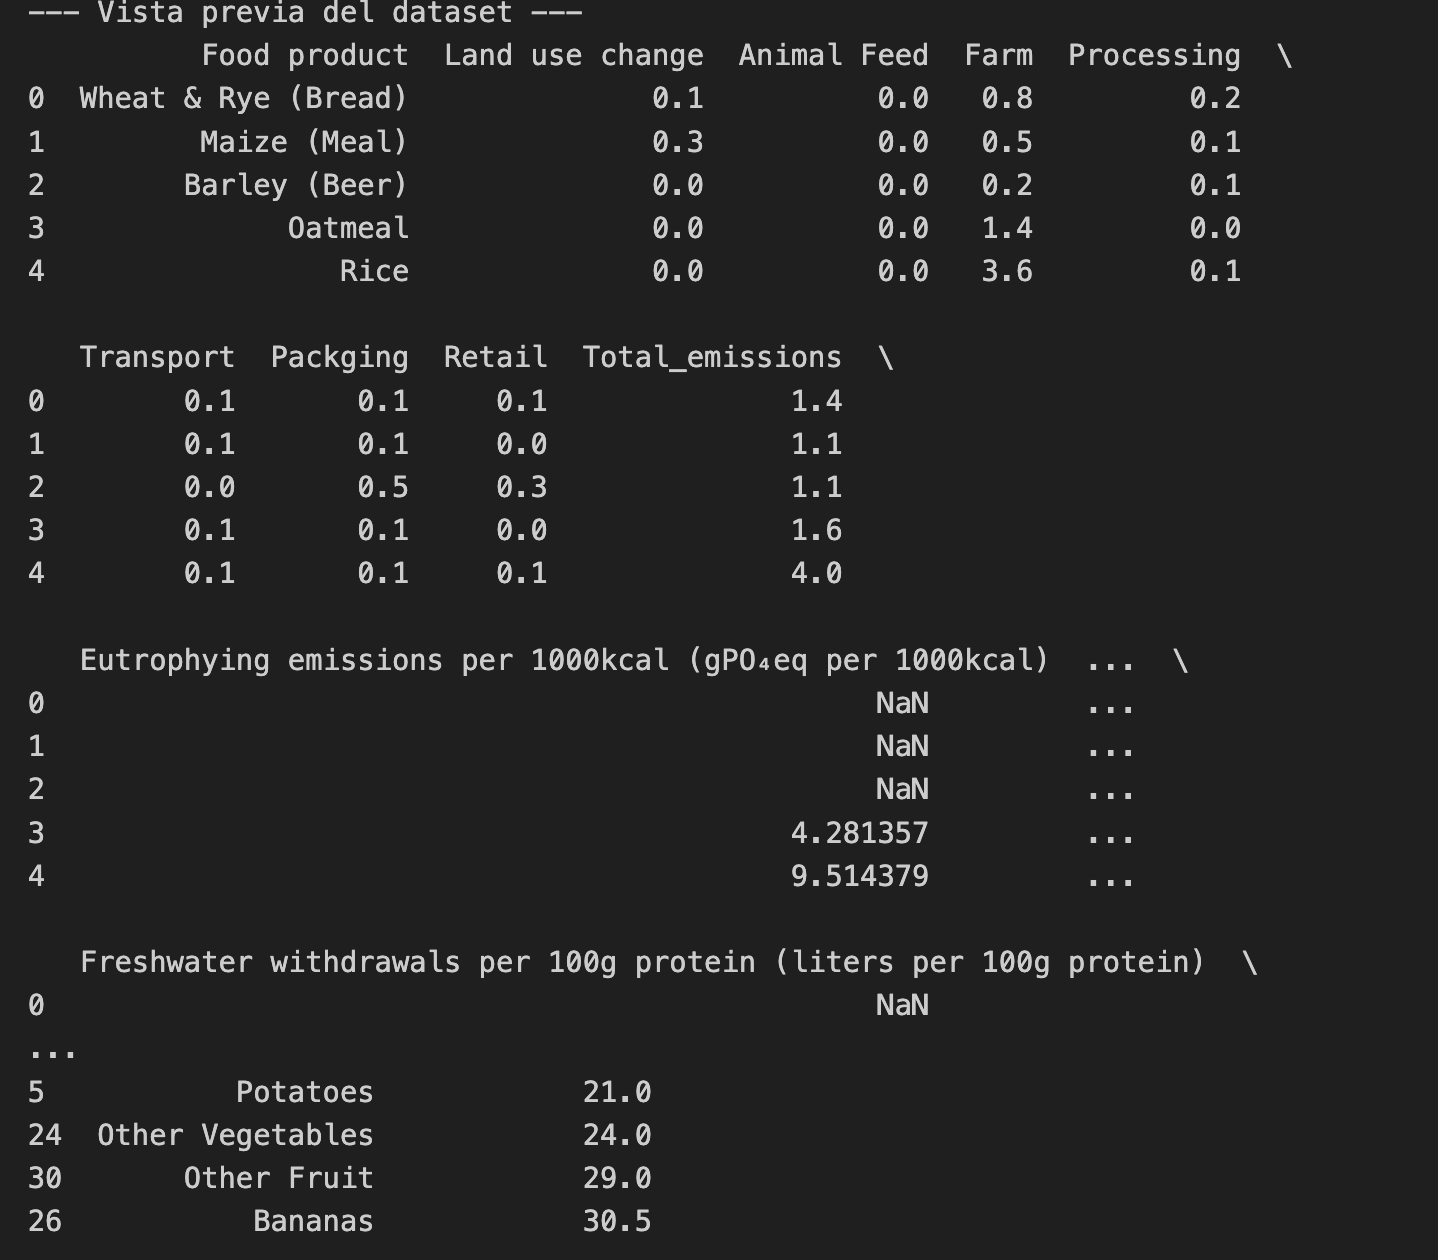 --- Vista previa del dataset ---
Food product Land use change Animal Feed Farm Processing \
0 Wheat & Rye (Bread) 0.1 0.0 0.8 0.2
1 Maize (Meal) 0.3 0.0 0.5 0.1
2 Barley (Beer) 0.0 0.0 0.2 0.1
3 Oatmeal 0.0 0.0 1.4 0.0
4 Rice 0.0 0.0 3.6 0.1
Transport Packging Retail Total_emissions \
0 0.1 0.1 0.1 1.4
1 0.1 0.1 0.0 1.1
2 0.0 0.5 0.3 1.1
3 0.1 0.1 0.0 1.6
4 0.1 0.1 0.1 4.0
Eutrophying emissions per 1000kcal (gPO₄eq per 1000kcal) ... \
0 NaN ...
1 NaN ...
2 NaN ...
3 4.281357 ...
4 9.514379 ...
Freshwater withdrawals per 100g protein (liters per 100g protein) \
0 NaN
...
5 Potatoes 21.0
24 Other Vegetables 24.0
30 Other Fruit 29.0
26 Bananas 30.5